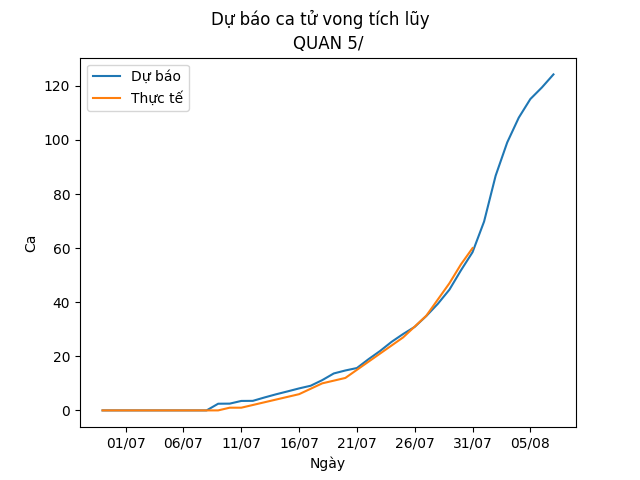 Dự báo ca tử vong tích lũy
QUAN 5/
Dự báo
Thực tế
120
100
80
60
40
20
0
Ca
01/07 06/07 11/07 16/07 21/07 26/07 31/07 05/08
Ngày